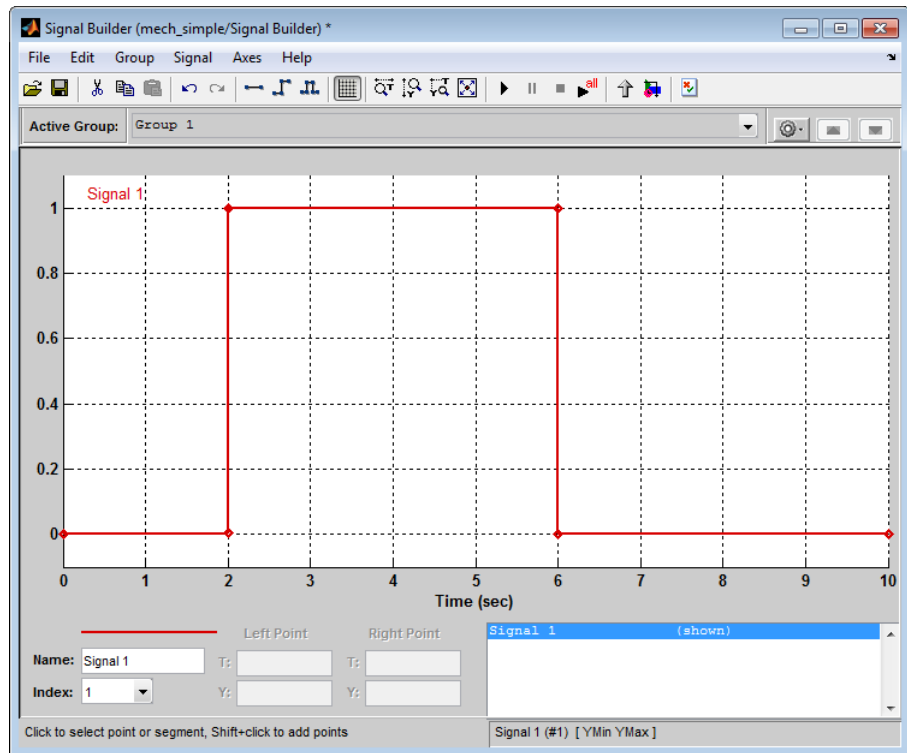 Signal Builder (mech_simple/Signal Builder) *
File Edit Group Signal Axes Help
all
Active Group: Group 1
Signal 1
1
0.8
0.6
0.4
0.2
0
0 1 2 3 4 5 6 7 8 9 10
Time (sec)
Left Point Right Point
Name: Signal 1 T: T:
Index: 1 Y: Y:
Signal 1 (shown)
Click to select point or segment, Shift+click to add points
Signal 1 (#1) [ YMin YMax ]